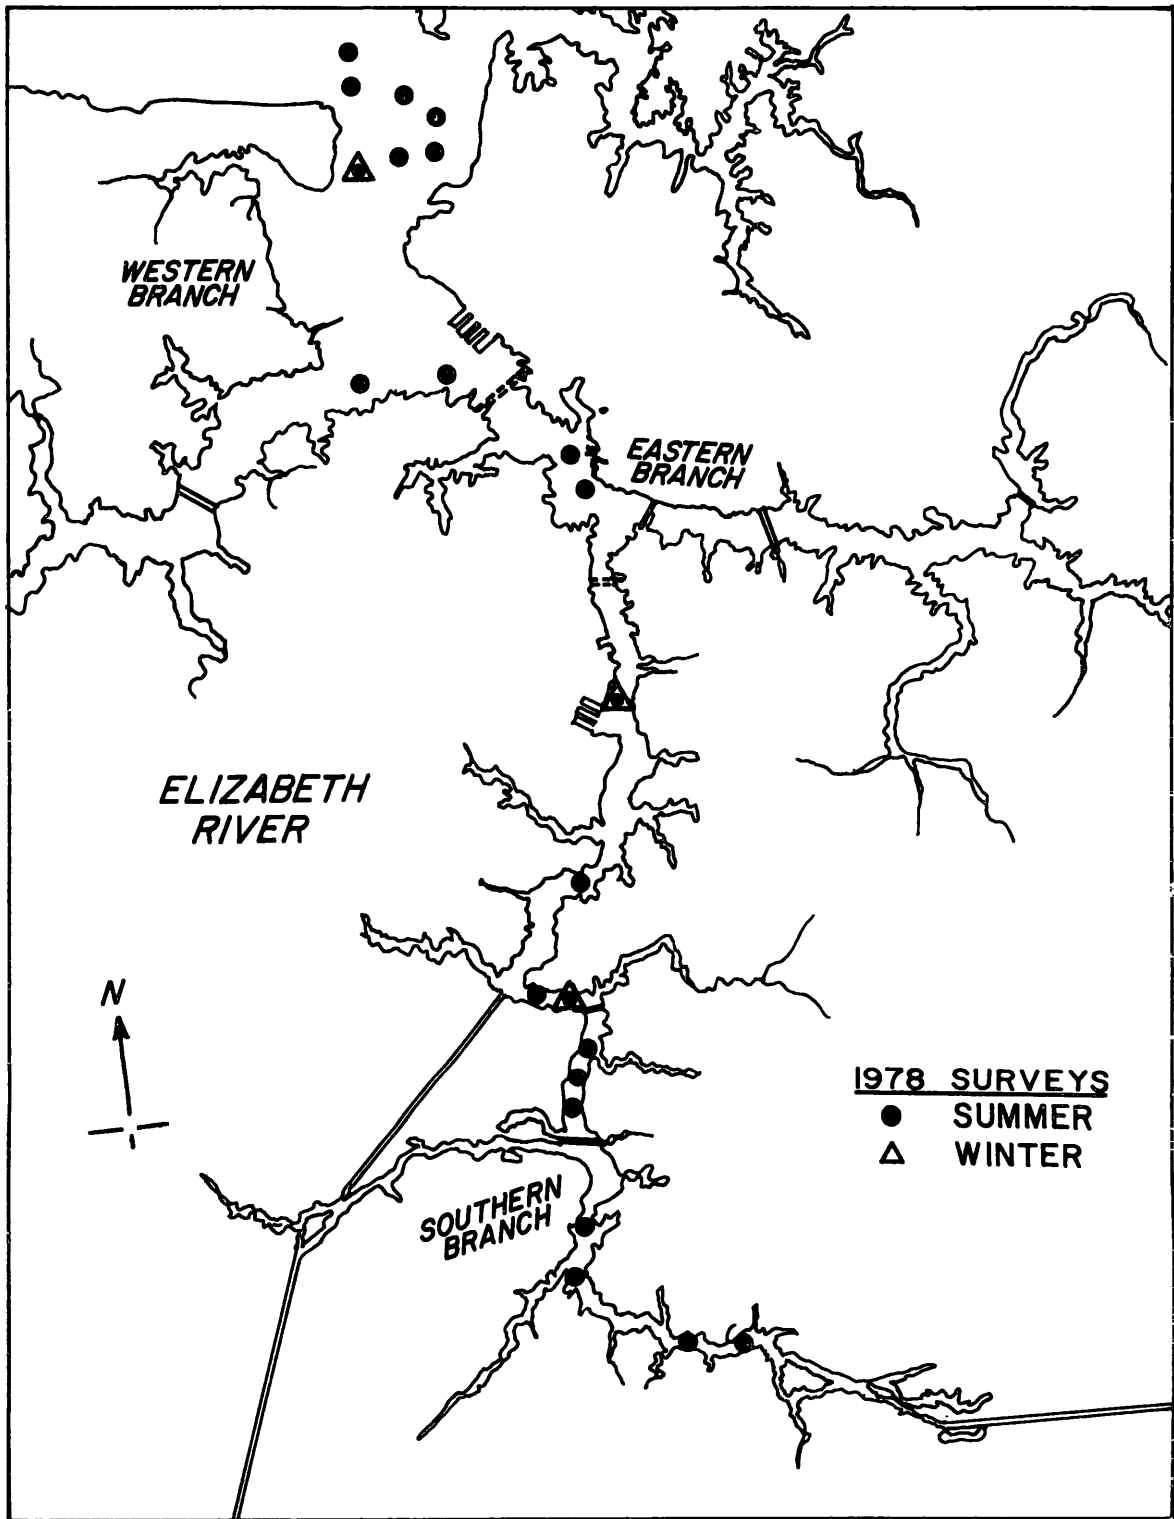 WESTERN
BRANCH
EASTERN
BRANCH
ELIZABETH
RIVER
N
1978 SURVEYS
SUMMER
WINTER
SOUTHERN
BRANCH